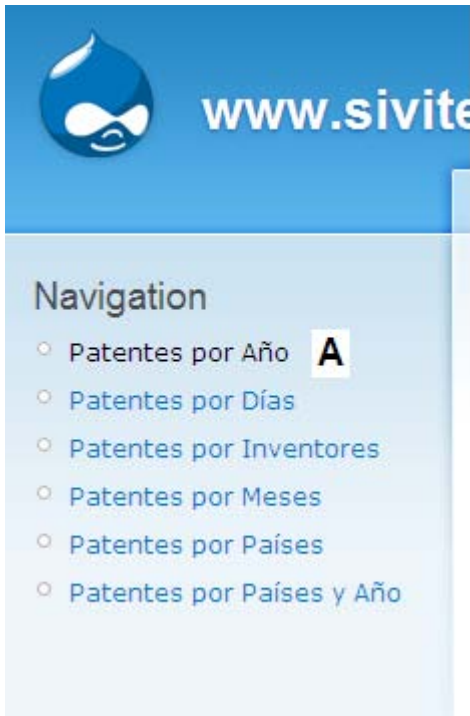 www.sivite
Navigation
Patentes por Año A
Patentes por Días
Patentes por Inventores
Patentes por Meses
Patentes por Países
Patentes por Países y Año